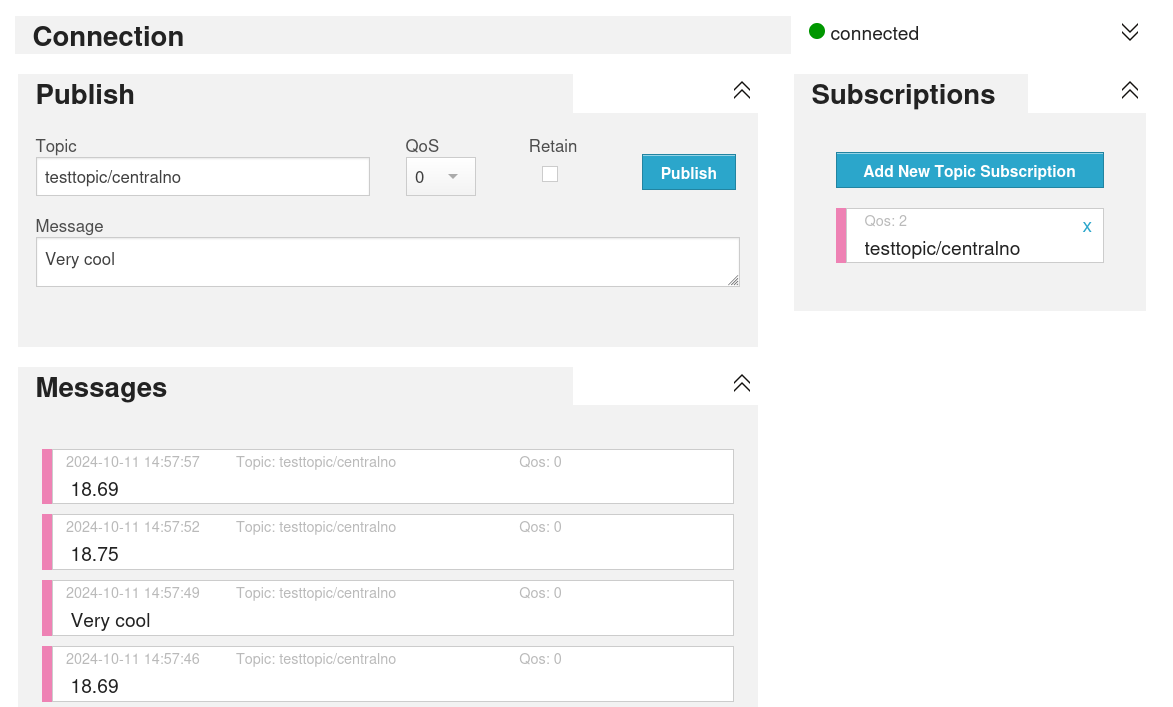 Connection
connected
Publish
Topic QoS Retain
testtopic/centralno 0 Publish
Message
Very cool
Subscriptions
Add New Topic Subscription
Qos: 2 x
testtopic/centralno
Messages
2024-10-11 14:57:57 Topic: testtopic/centralno Qos: 0
18.69
2024-10-11 14:57:52 Topic: testtopic/centralno Qos: 0
18.75
2024-10-11 14:57:49 Topic: testtopic/centralno Qos: 0
Very cool
2024-10-11 14:57:46 Topic: testtopic/centralno Qos: 0
18.69